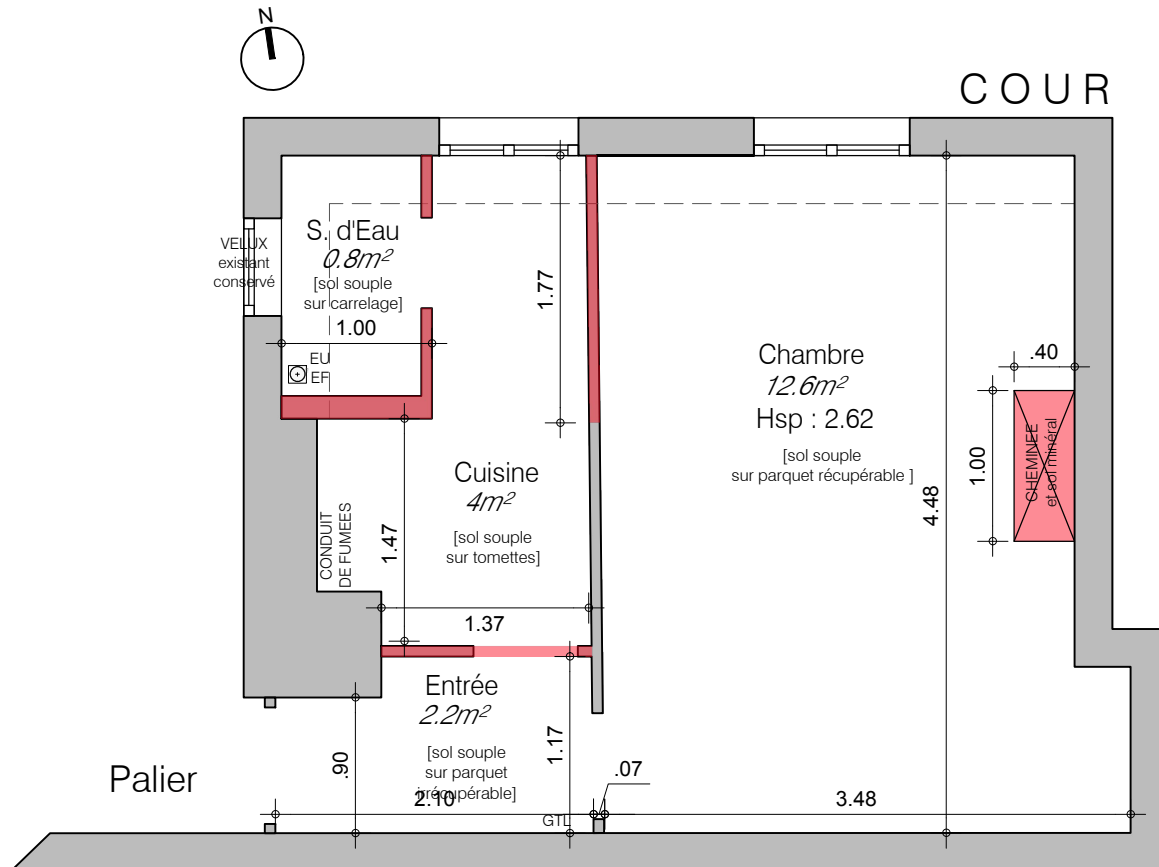 N
COUR
S. d'Eau
0.8m²
[sol souple
sur carrelage]
VELUX
existant
conservé
1.00
EU
EF
1.77
Chambre
12.6m²
Hsp : 2.62
[sol souple
sur parquet récupérable ]
.40
1.00
CHEMINEE
et sol minéral
4.48
Cuisine
4m²
[sol souple
sur tomettes]
CONDUIT
DE FUMEES
1.47
1.37
Entrée
2.2m²
[sol souple
sur parquet
irrécupérable]
1.17
.90
Palier
2.10
GTL
.07
3.48